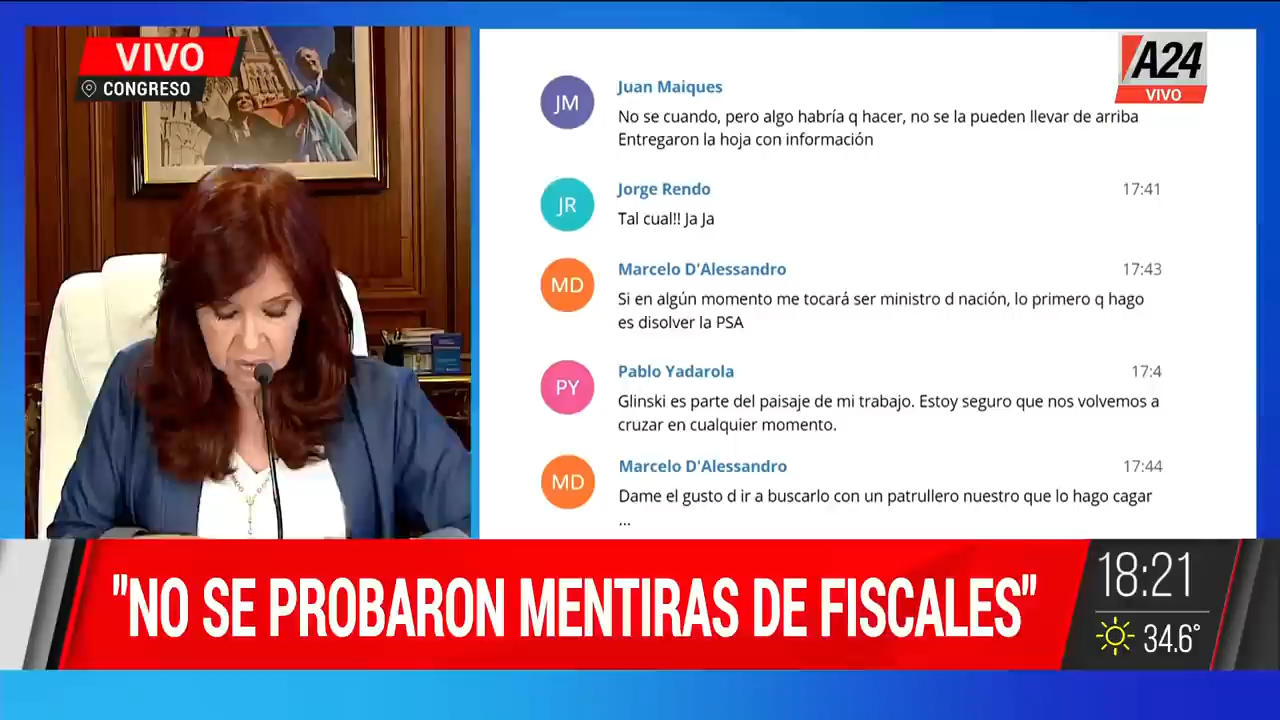 VIVO
CONGRESO
A24
VIVO
JM
Juan Maiques
No se cuando, pero algo habría q hacer, no se la pueden llevar de arriba
Entregaron la hoja con información
JR
Jorge Rendo
17:41
Tal cual!! Ja Ja
MD
Marcelo D'Alessandro
17:43
Si en algún momento me tocará ser ministro d nación, lo primero q hago
es disolver la PSA
PY
Pablo Yadarola
17:4
Glinski es parte del paisaje de mi trabajo. Estoy seguro que nos volvemos a
cruzar en cualquier momento.
MD
Marcelo D'Alessandro
17:44
Dame el gusto d ir a buscarlo con un patrullero nuestro que lo hago cagar
...
"NO SE PROBARON MENTIRAS DE FISCALES"
18:21
34.6°